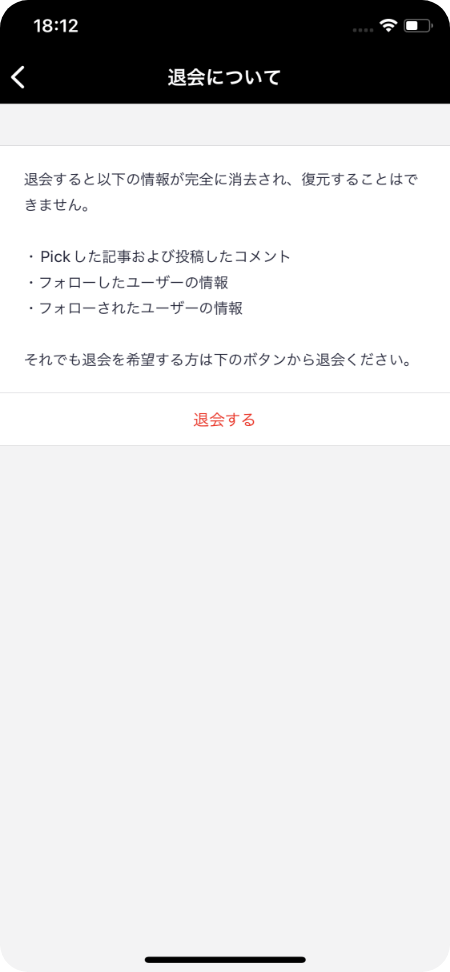 18:12
退会について
退会すると以下の情報が完全に消去され、復元することはで
きません。
・Pickした記事および投稿したコメント
・フォローしたユーザーの情報
・フォローされたユーザーの情報
それでも退会を希望する方は下のボタンから退会ください。
退会する